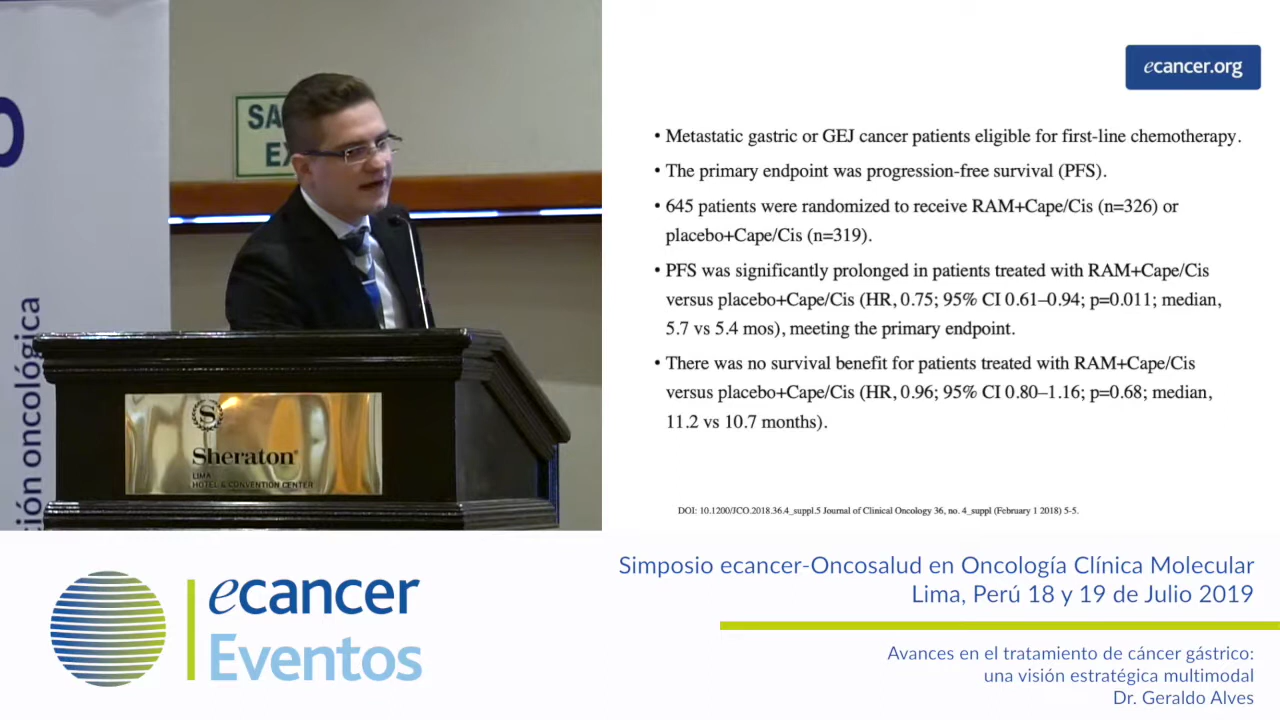 SA
EX
ción oncológica
S
Sheraton
LIMA
HOTEL & CONVENTION CENTER
ecancer.org
• Metastatic gastric or GEJ cancer patients eligible for first-line chemotherapy.
• The primary endpoint was progression-free survival (PFS).
• 645 patients were randomized to receive RAM+Cape/Cis (n=326) or
placebo+Cape/Cis (n=319).
• PFS was significantly prolonged in patients treated with RAM+Cape/Cis
versus placebo+Cape/Cis (HR, 0.75; 95% CI 0.61–0.94; p=0.011; median,
5.7 vs 5.4 mos), meeting the primary endpoint.
• There was no survival benefit for patients treated with RAM+Cape/Cis
versus placebo+Cape/Cis (HR, 0.96; 95% CI 0.80–1.16; p=0.68; median,
11.2 vs 10.7 months).
DOI: 10.1200/JCO.2018.36.4_suppl.5 Journal of Clinical Oncology 36, no. 4_suppl (February 1 2018) 5-5.
ecancer
Eventos
Simposio ecancer-Oncosalud en Oncología Clínica Molecular
Lima, Perú 18 y 19 de Julio 2019
Avances en el tratamiento de cáncer gástrico:
una visión estratégica multimodal
Dr. Geraldo Alves